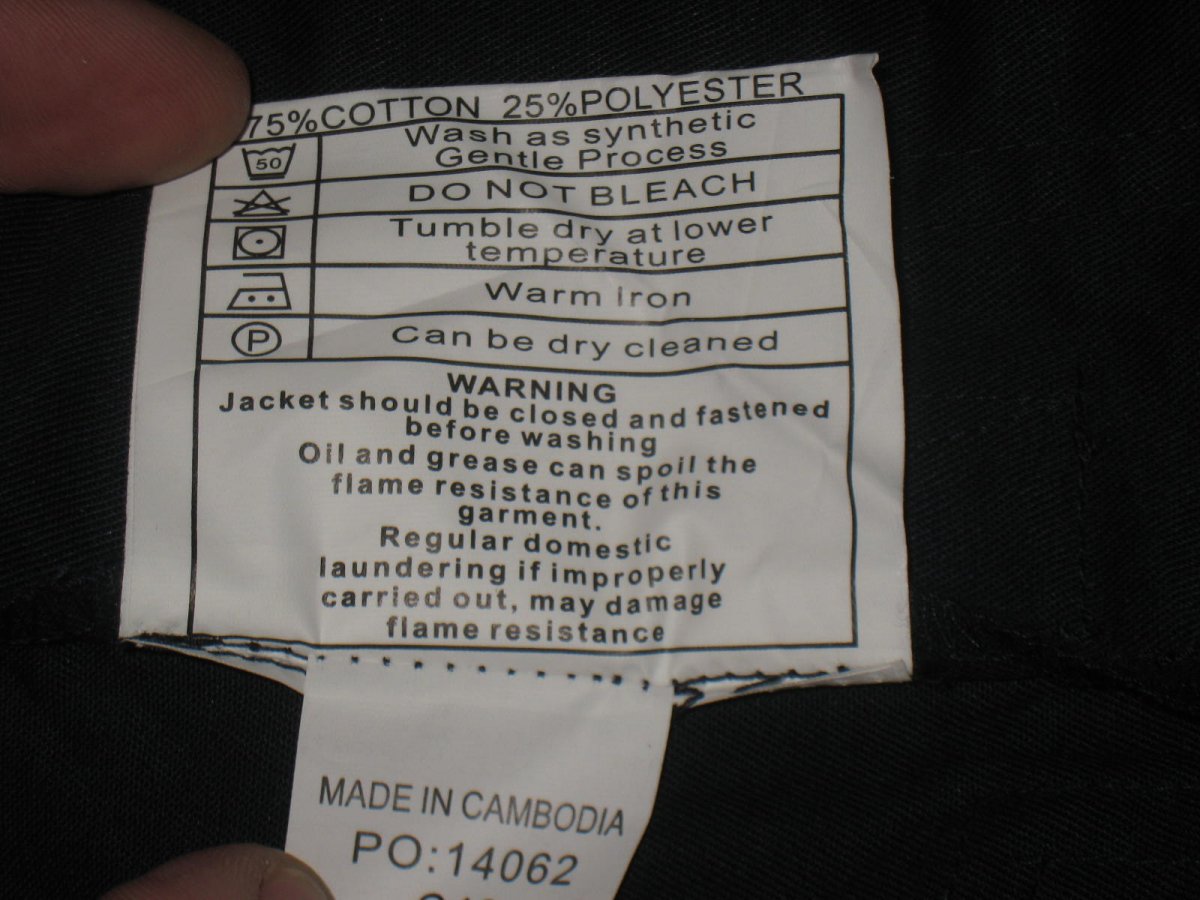 75%COTTON 25%POLYESTER
50
Wash as synthetic
Gentle Process
DO NOT BLEACH
Tumble dry at lower
temperature
Warm iron
P
Can be dry cleaned
WARNING
Jacket should be closed and fastened
before washing
Oil and grease can spoil the
flame resistance of this
garment.
Regular domestic
laundering if improperly
carried out, may damage
flame resistance
MADE IN CAMBODIA
PO:14062